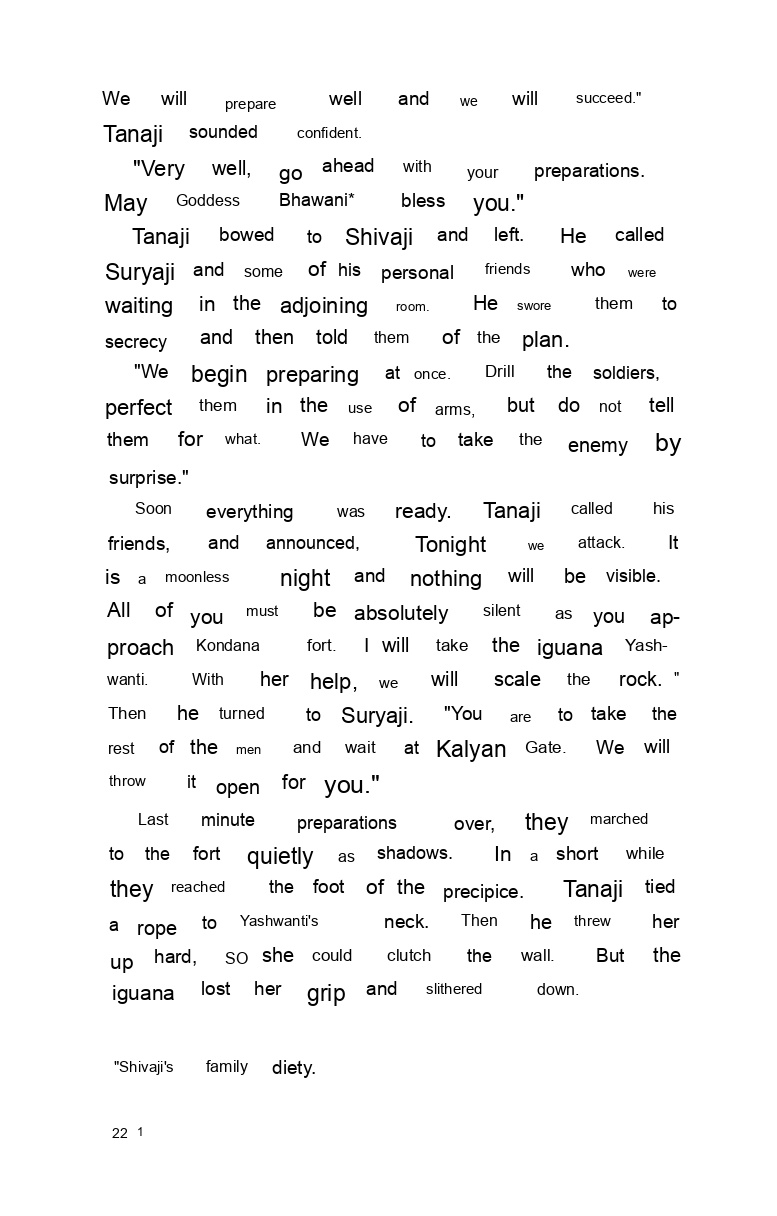 We will prepare well and we will succeed."
Tanaji sounded confident.
"Very well, go ahead with your preparations.
May Goddess Bhawani* bless you."
Tanaji bowed to Shivaji and left. He called
Suryaji and some of his personal friends who were
waiting in the adjoining room. He swore them to
secrecy and then told them of the plan.
"We begin preparing at once. Drill the soldiers,
perfect them in the use of arms, but do not tell
them for what. We have to take the enemy by
surprise."
Soon everything was ready. Tanaji called his
friends, and announced, Tonight we attack. It
is a moonless night and nothing will be visible.
All of you must be absolutely silent as you ap-
proach Kondana fort. I will take the iguana Yash-
wanti. With her help, we will scale the rock. "
Then he turned to Suryaji. "You are to take the
rest of the men and wait at Kalyan Gate. We will
throw it open for you."
Last minute preparations over, they marched
to the fort quietly as shadows. In a short while
they reached the foot of the precipice. Tanaji tied
a rope to Yashwanti's neck. Then he threw her
up hard, SO she could clutch the wall. But the
iguana lost her grip and slithered down.
"Shivaji's family diety.
22 1